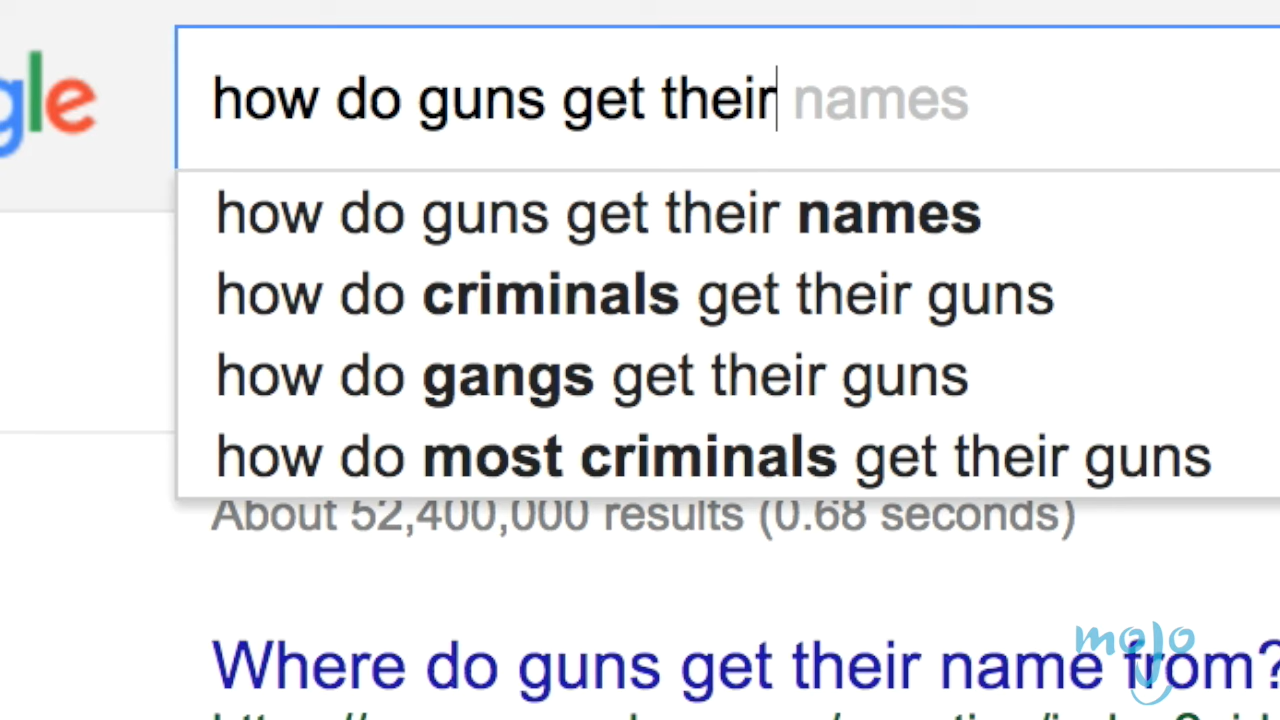 gle
how do guns get their names
how do guns get their names
how do criminals get their guns
how do gangs get their guns
how do most criminals get their guns
About 52,400,000 results (0.68 seconds)
Where do guns get their name from?
mojo